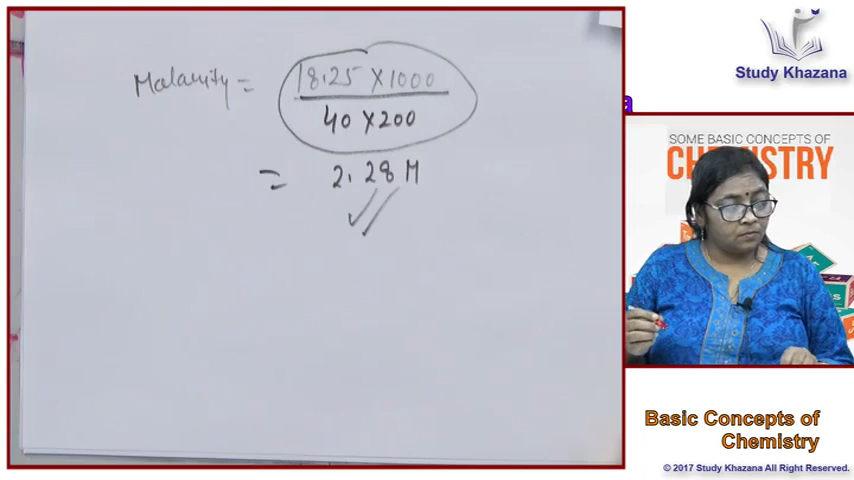 Study Khazana
Molarity = 18.25 × 1000
40 × 200
= 2.28 M
SOME BASIC CONCEPTS OF
CHEMISTRY
Basic Concepts of
Chemistry
© 2017 Study Khazana All Right Reserved.